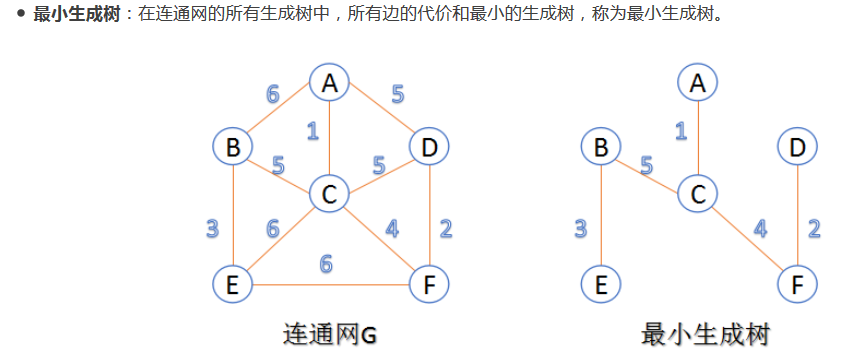 ● 最小生成树：在连通网的所有生成树中，所有边的代价和最小的生成树，称为最小生成树。
A A
6 5
1 1
B D B D
5 5 5
C C
3 6 4 2 3 4 2
6
E F E F
连通网G 最小生成树